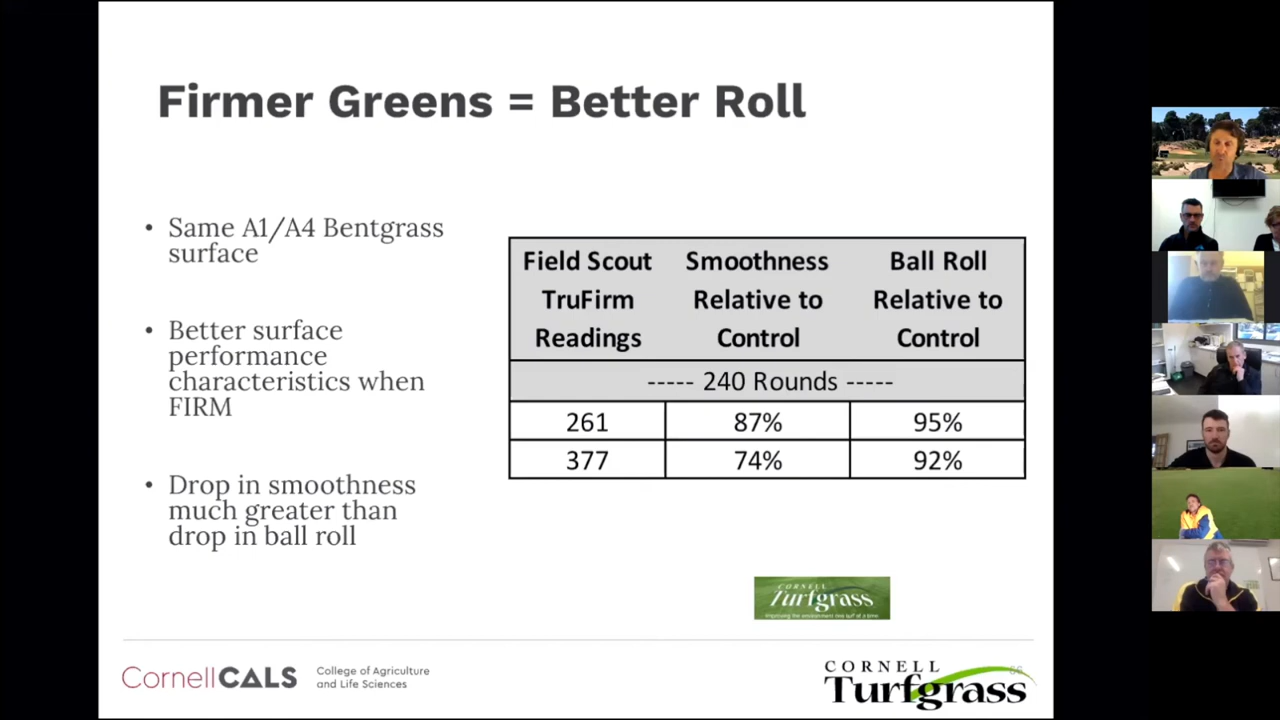 Firmer Greens = Better Roll
• Same A1/A4 Bentgrass
surface
• Better surface
performance
characteristics when
FIRM
• Drop in smoothness
much greater than
drop in ball roll
Field Scout TruFirm Readings
Smoothness Relative to Control
Ball Roll Relative to Control
----- 240 Rounds -----
261 87% 95%
377 74% 92%
CORNELL
Turfgrass
CornellCALS
College of Agriculture
and Life Sciences
CORNELL
Turfgrass